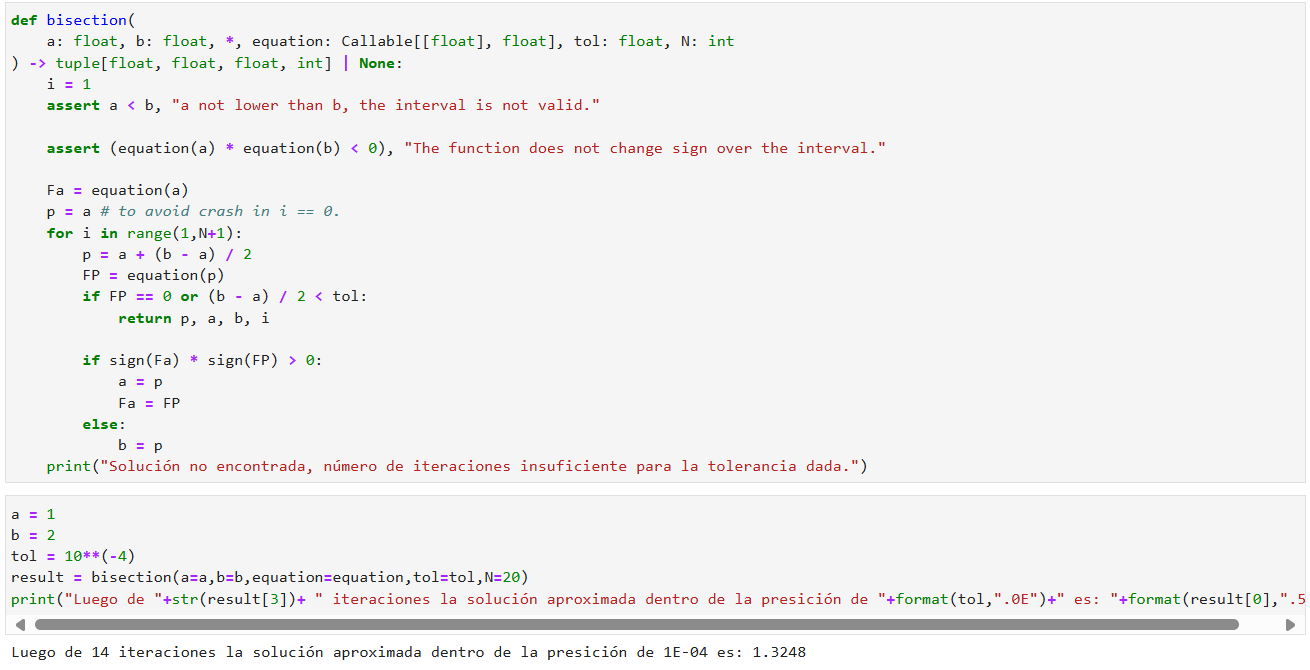 def bisection(
    a: float, b: float, *, equation: Callable[[float], float], tol: float, N: int
) -> tuple[float, float, float, int] | None:
    i = 1
    assert a < b, "a not lower than b, the interval is not valid."
    assert (equation(a) * equation(b) < 0), "The function does not change sign over the interval."
    Fa = equation(a)
    p = a # to avoid crash in i == 0.
    for i in range(1,N+1):
        p = a + (b - a) / 2
        FP = equation(p)
        if FP == 0 or (b - a) / 2 < tol:
            return p, a, b, i
        if sign(Fa) * sign(FP) > 0:
            a = p
            Fa = FP
        else:
            b = p
    print("Solución no encontrada, número de iteraciones insuficiente para la tolerancia dada.")
a = 1
b = 2
tol = 10**(-4)
result = bisection(a=a,b=b,equation=equation,tol=tol,N=20)
print("Luego de "+str(result[3])+ " iteraciones la solución aproximada dentro de la presición de "+format(tol,".0E")+" es: "+format(result[0],".5
Luego de 14 iteraciones la solución aproximada dentro de la presición de 1E-04 es: 1.3248